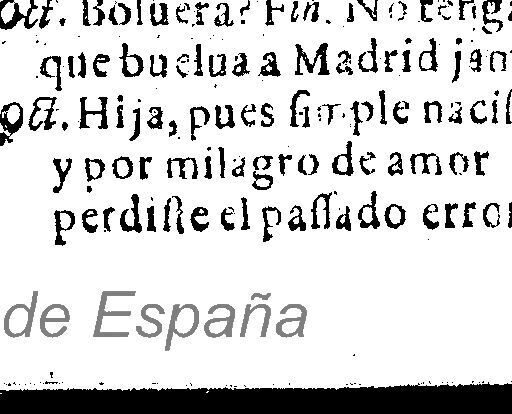 Oct. Boluera? Fin. No tenga
que buelua a Madrid jam
Oct. Hija, pues simple nacis
y por milagro de amor
perdiste el passado error
de España